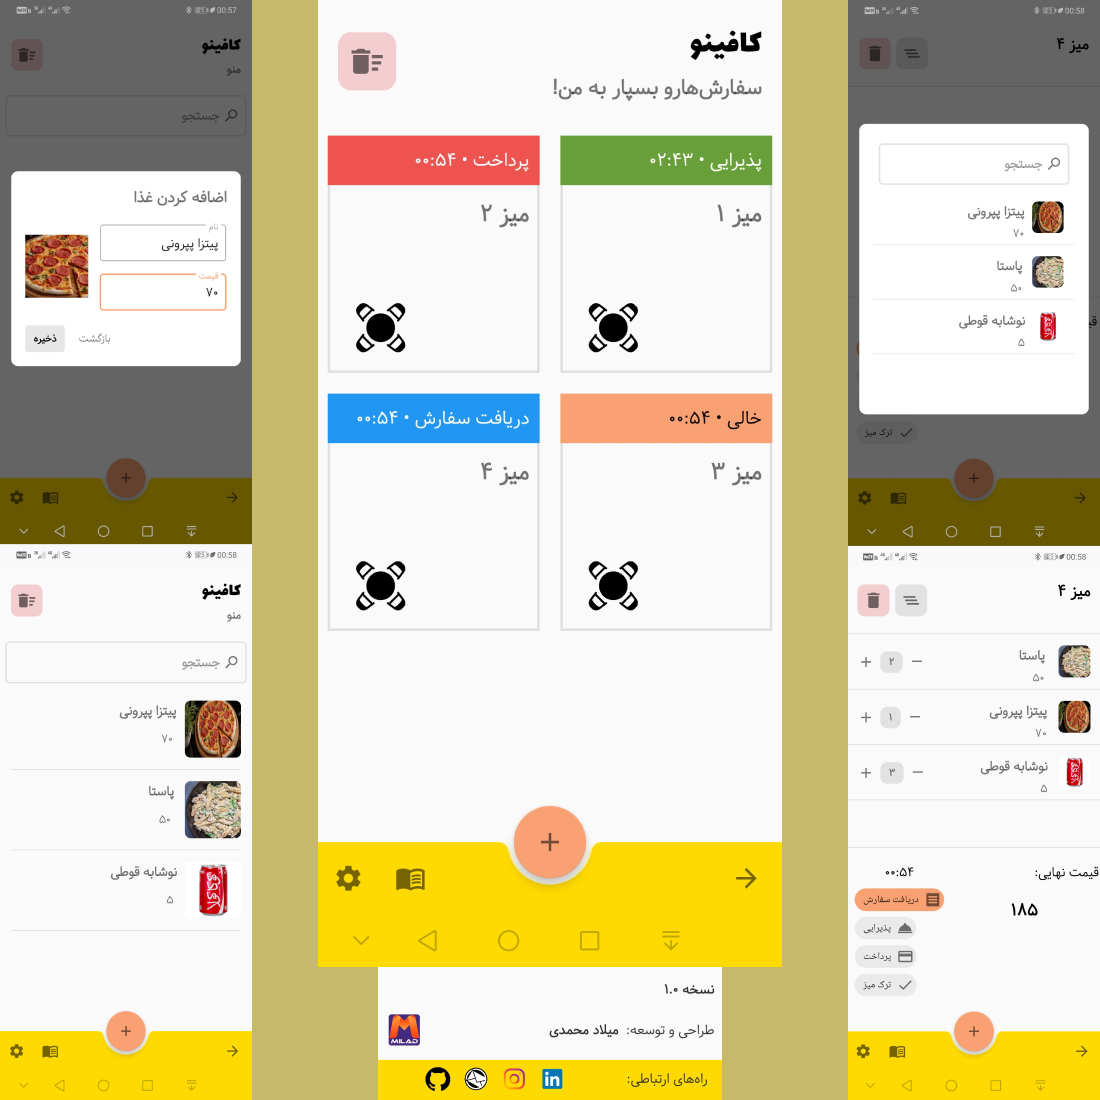 00:57
کافینو
منو
جستجو
اضافه کردن غذا
نام
پیتزا پپرونی
قیمت
۷۰
بازگشت
ذخیره
00:58
کافینو
منو
جستجو
پیتزا پپرونی
۷۰
پاستا
۵۰
نوشابه قوطی
۵
کافینو
سفارش‌هارو بسپار به من!
پذیرایی • ۰۲:۴۳
میز ۱
پرداخت • ۰۰:۵۴
میز ۲
خالی • ۰۰:۵۴
میز ۳
دریافت سفارش • ۰۰:۵۴
میز ۴
نسخه ۱.۰
طراحی و توسعه: میلاد محمدی
MILAD
راه‌های ارتباطی:
in
00:58
میز ۴
جستجو
پیتزا پپرونی
۷۰
پاستا
۵۰
نوشابه قوطی
۵
ترک میز
00:58
میز ۴
پاستا
۵۰
۲
پیتزا پپرونی
۷۰
۱
نوشابه قوطی
۵
۳
قیمت نهایی:
۱۸۵
۰۰:۵۴
دریافت سفارش
پذیرایی
پرداخت
ترک میز